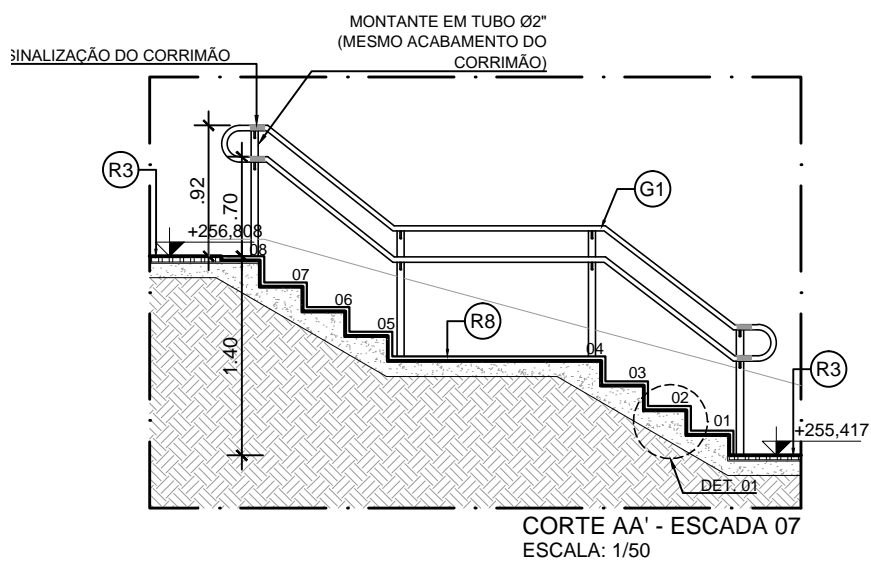 MONTANTE EM TUBO Ø2"
(MESMO ACABAMENTO DO
CORRIMÃO)
SINALIZAÇÃO DO CORRIMÃO
R3
.92
.70
G1
+256,808
08
07
06
05
R8
04
1.40
03
02
01
R3
+255,417
DET. 01
CORTE AA' - ESCADA 07
ESCALA: 1/50